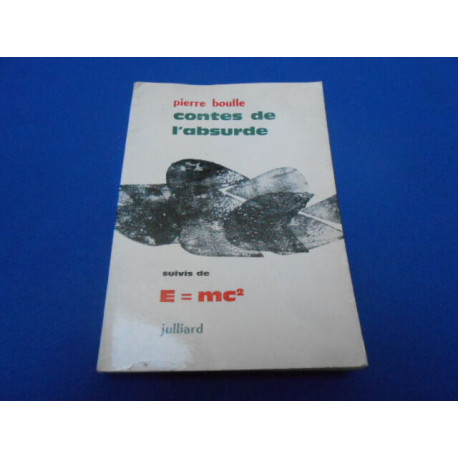 pierre boulle
contes de
l'absurde
suivis de
E = mc²
julliard